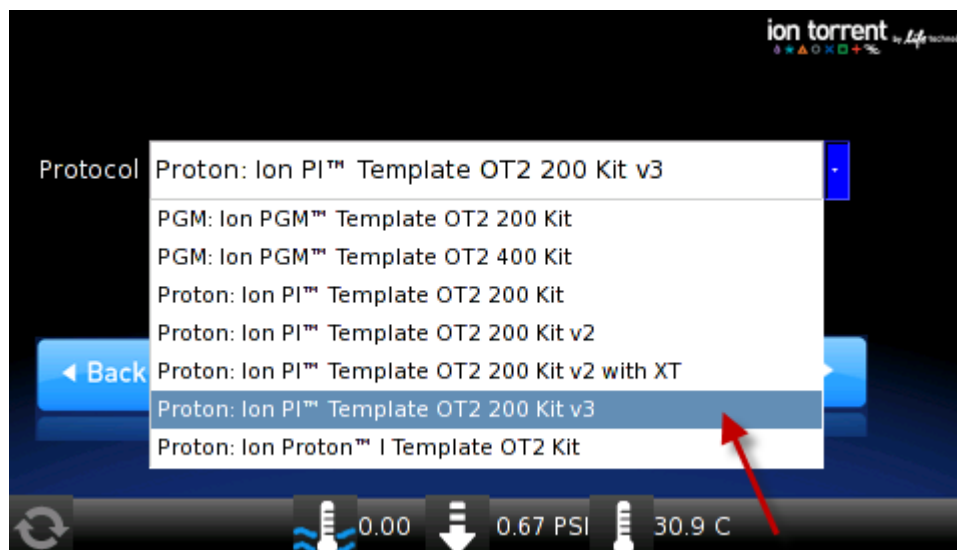 ion torrent
by Life technolo
Protocol Proton: Ion PI™ Template OT2 200 Kit v3
PGM: Ion PGM™ Template OT2 200 Kit
PGM: Ion PGM™ Template OT2 400 Kit
Proton: Ion PI™ Template OT2 200 Kit
Proton: Ion PI™ Template OT2 200 Kit v2
Back Proton: Ion PI™ Template OT2 200 Kit v2 with XT
Proton: Ion PI™ Template OT2 200 Kit v3
Proton: Ion Proton™ I Template OT2 Kit
0.00 0.67 PSI 30.9 C